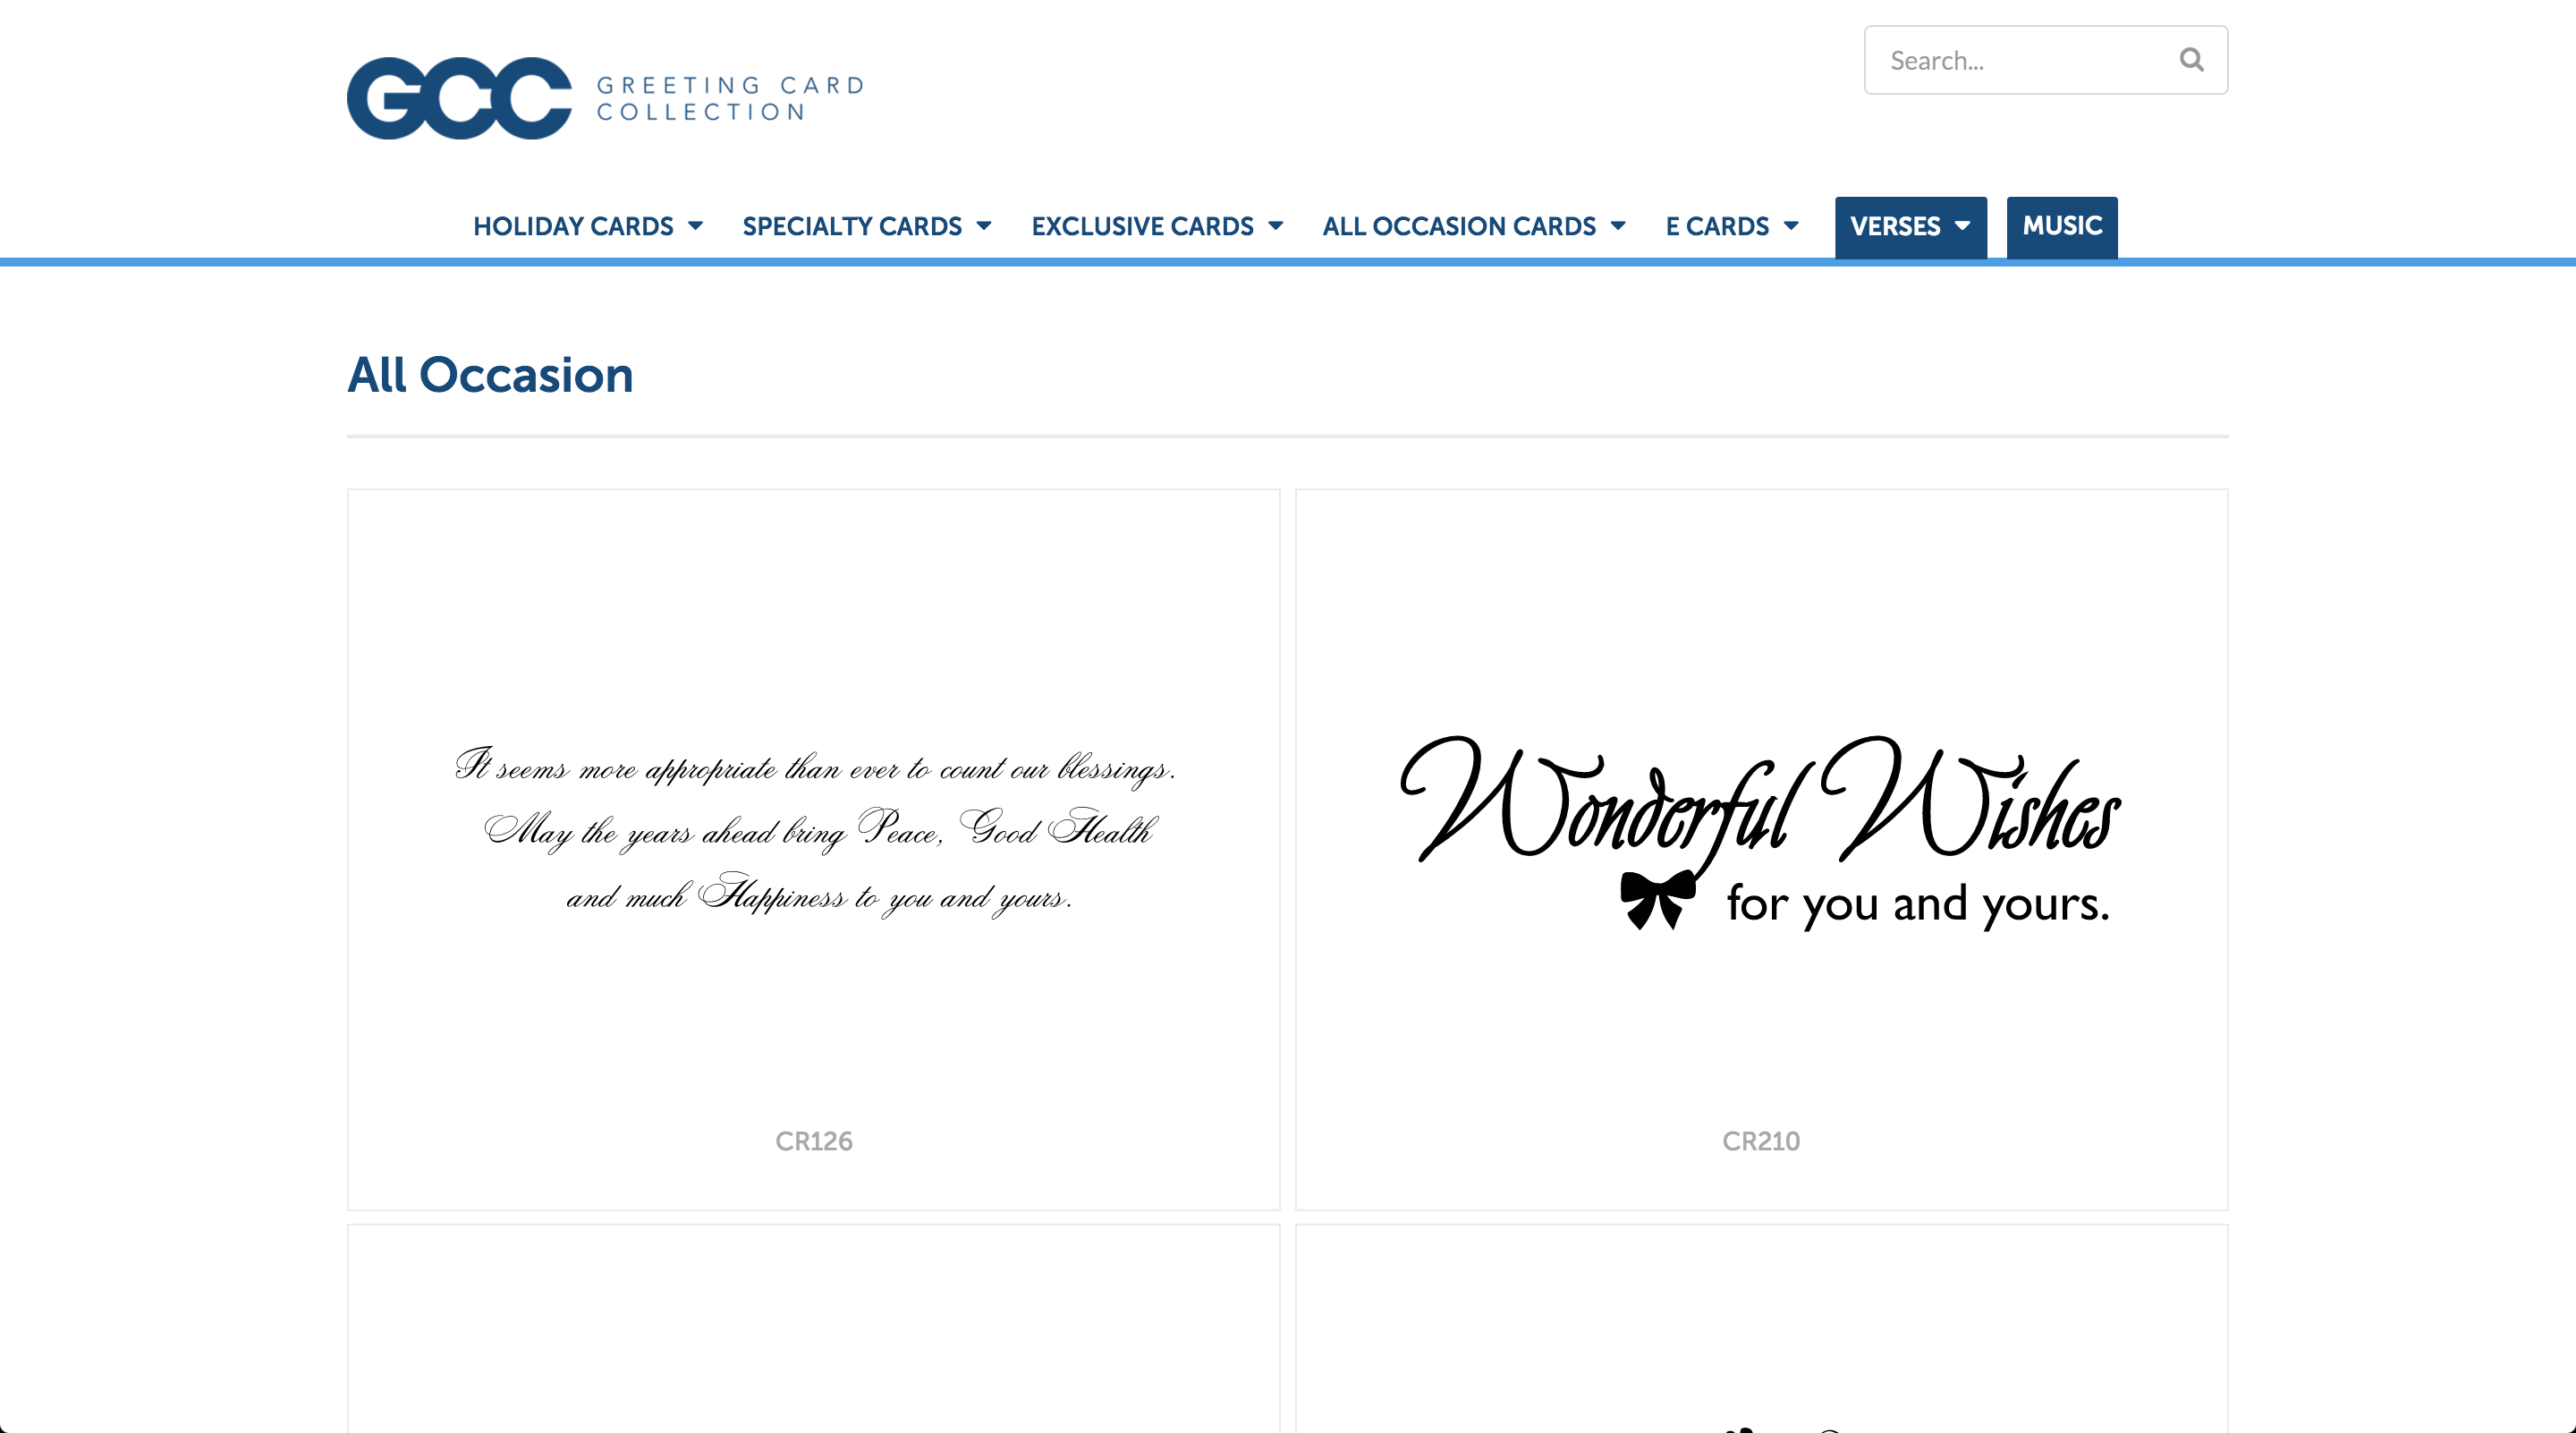 GCC
GREETING CARD
COLLECTION
Search...
HOLIDAY CARDS SPECIALTY CARDS EXCLUSIVE CARDS ALL OCCASION CARDS E CARDS VERSES MUSIC
All Occasion
It seems more appropriate than ever to count our blessings.
May the years ahead bring Peace, Good Health
and much Happiness to you and yours.
CR126
Wonderful Wishes
for you and yours.
CR210